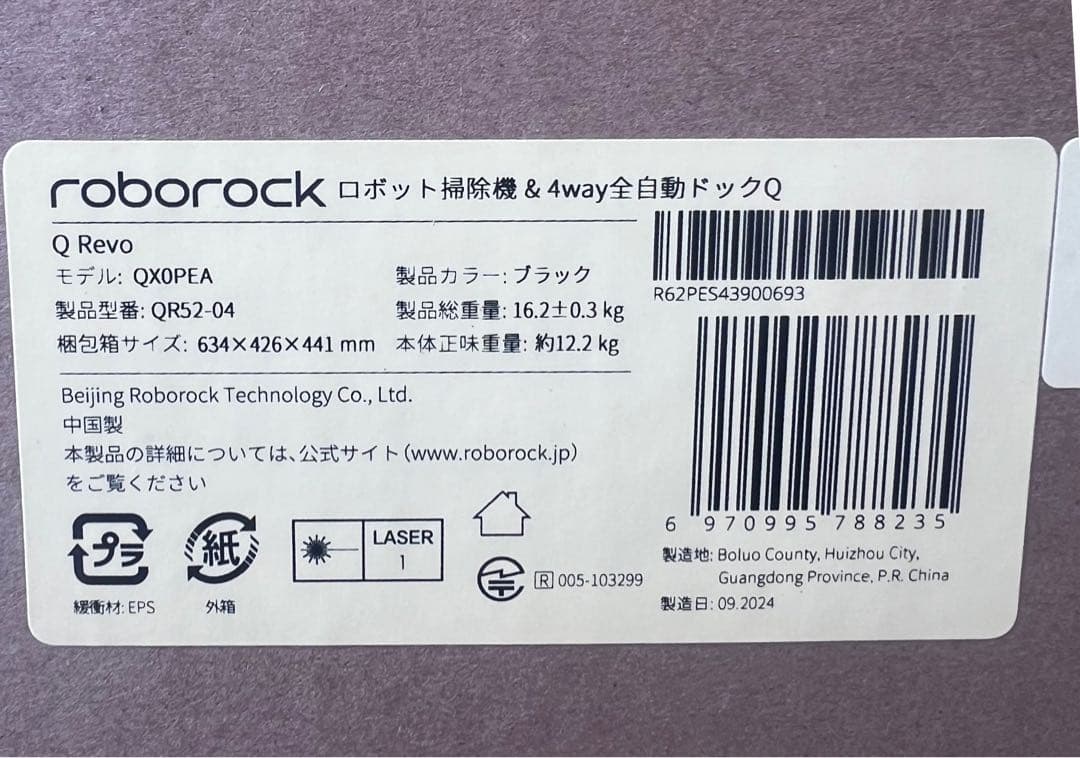 roborock ロボット掃除機 & 4way全自動ドックQ
Q Revo
モデル: QX0PEA
製品カラー: ブラック
製品型番: QR52-04
製品総重量: 16.2±0.3 kg
梱包箱サイズ: 634×426×441 mm
本体正味重量: 約12.2 kg
R62PES43900693
Beijing Roborock Technology Co., Ltd.
中国製
本製品の詳細については、公式サイト(www.roborock.jp)
をご覧ください
6 970995 788235
プラ
緩衝材: EPS
紙
外箱
LASER
1
R 005-103299
製造地: Boluo County, Huizhou City,
Guangdong Province, P.R. China
製造日: 09.2024